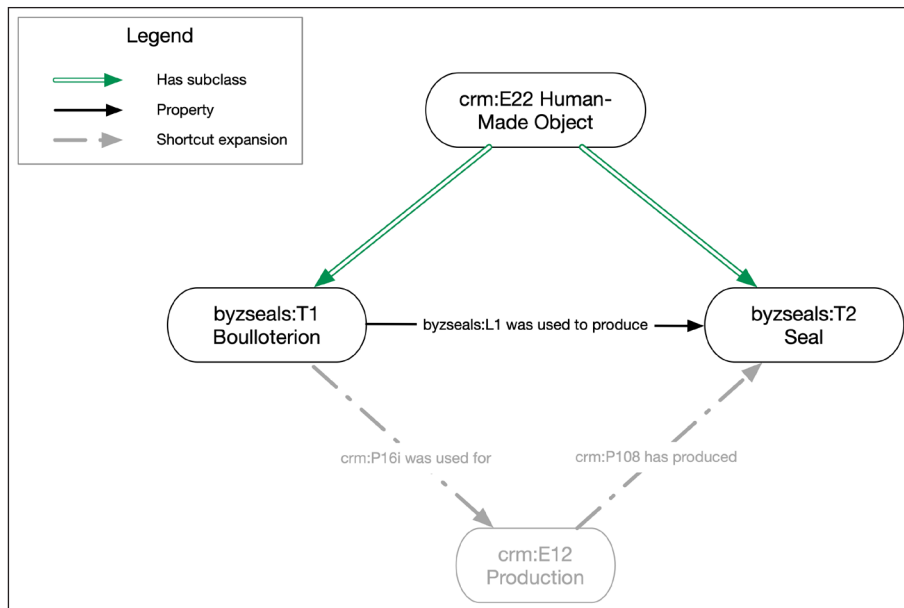 Legend
Has subclass
Property
Shortcut expansion
crm:E22 Human-
Made Object
byzseals:T1
Boulloterion
byzseals:L1 was used to produce
byzseals:T2
Seal
crm:P16i was used for
crm:P108 has produced
crm:E12
Production